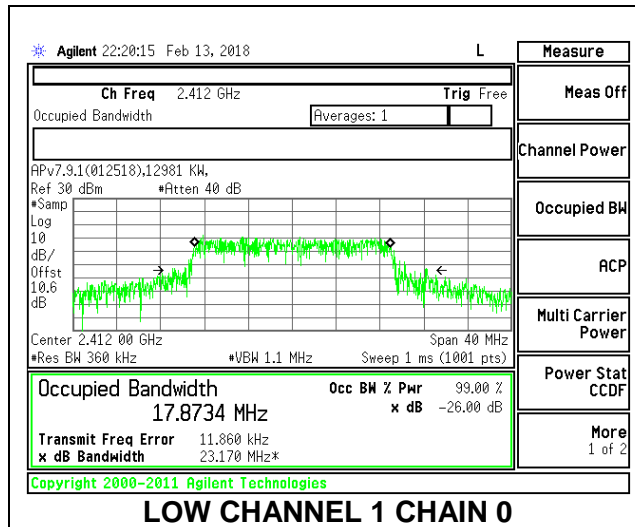 Agilent 22:20:15 Feb 13, 2018 L
Measure
Ch Freq 2.412 GHz Trig Free
Meas Off
Occupied Bandwidth Averages: 1
Channel Power
APv7.9.1(012518),12981 KW,
Ref 30 dBm #Atten 40 dB
#Samp
Log
10
dB/
Offst
10.6
dB
Occupied BW
ACP
Multi Carrier
Power
Center 2.412 00 GHz Span 40 MHz
#Res BW 360 kHz #VBW 1.1 MHz Sweep 1 ms (1001 pts)
Power Stat
CCDF
Occupied Bandwidth Occ BW % Pwr 99.00 %
17.8734 MHz x dB -26.00 dB
Transmit Freq Error 11.860 kHz
x dB Bandwidth 23.170 MHz*
More
1 of 2
Copyright 2000-2011 Agilent Technologies
LOW CHANNEL 1 CHAIN 0